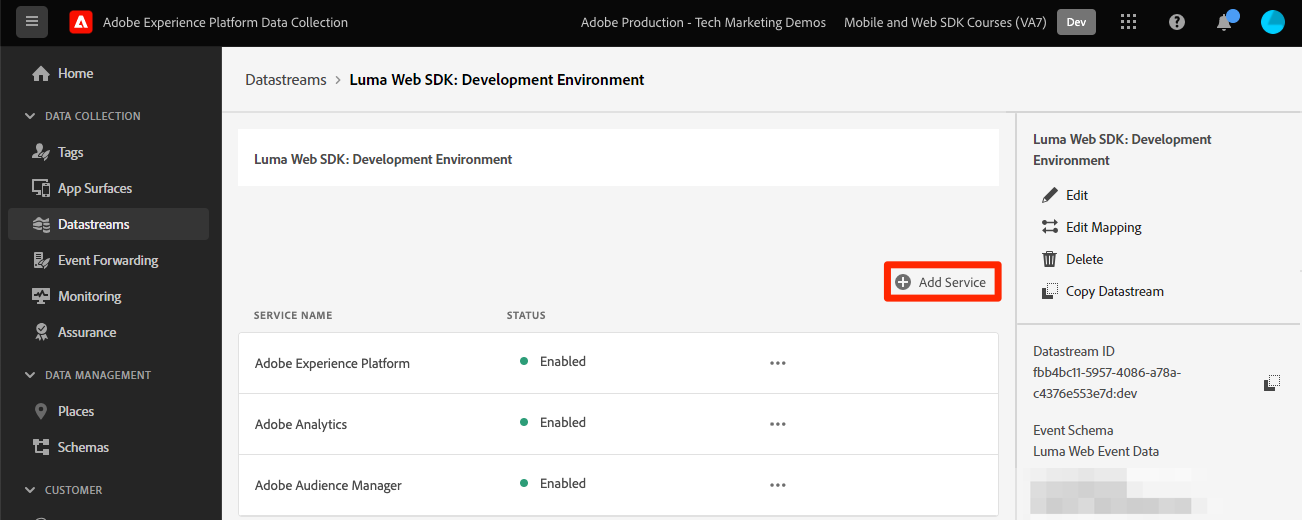 Adobe Experience Platform Data Collection
Adobe Production - Tech Marketing Demos
Mobile and Web SDK Courses (VA7)
Dev
Home
DATA COLLECTION
Tags
App Surfaces
Datastreams
Event Forwarding
Monitoring
Assurance
DATA MANAGEMENT
Places
Schemas
CUSTOMER
Datastreams > Luma Web SDK: Development Environment
Luma Web SDK: Development Environment
Add Service
SERVICE NAME STATUS
Adobe Experience Platform Enabled
Adobe Analytics Enabled
Adobe Audience Manager Enabled
Luma Web SDK: Development
Environment
Edit
Edit Mapping
Delete
Copy Datastream
Datastream ID
fbb4bc11-5957-4086-a78a-
c4376e553e7d:dev
Event Schema
Luma Web Event Data